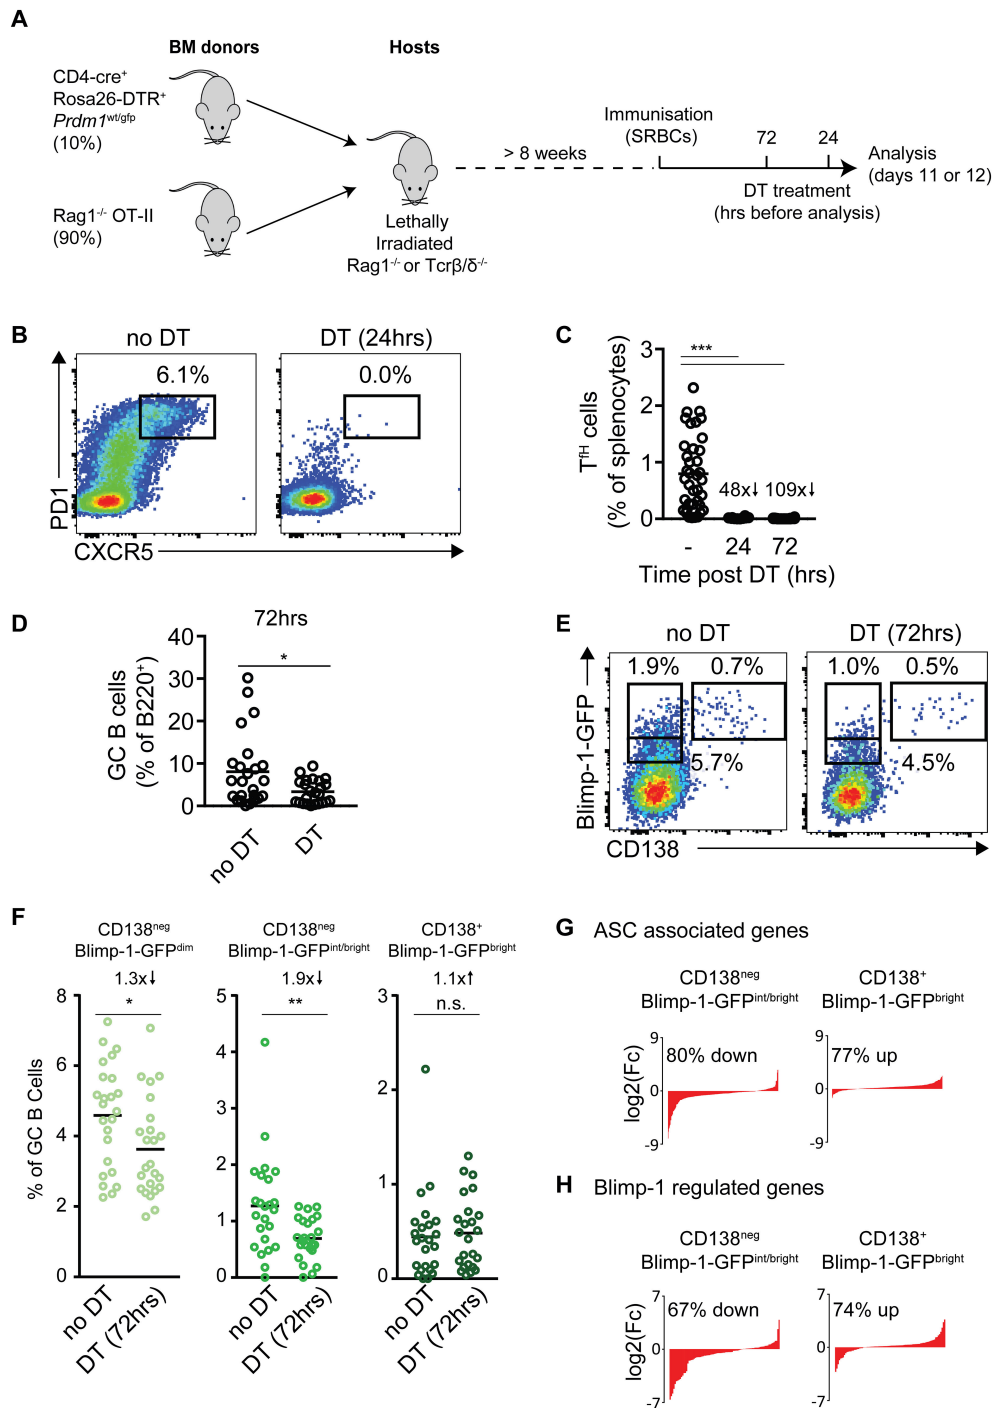 A
BM donors
Hosts
CD4-cre⁺
Rosa26-DTR⁺
Prdm1ʷᵗ/ᵍᶠᵖ
(10%)
Rag1⁻/⁻ OT-II
(90%)
Lethally
Irradiated
Rag1⁻/⁻ or Tcrβ/δ⁻/⁻
> 8 weeks
Immunisation
(SRBCs)
72
24
DT treatment
(hrs before analysis)
Analysis
(days 11 or 12)
B
no DT
DT (24hrs)
6.1%
0.0%
PD1
CXCR5
C
Tᶠᴴ cells
(% of splenocytes)
3
2
1
0
***
48x↓
109x↓
-
24
72
Time post DT (hrs)
D
72hrs
GC B cells
(% of B220⁺)
40
30
20
10
0
*
no DT
DT
E
no DT
DT (72hrs)
1.9%
0.7%
5.7%
1.0%
0.5%
4.5%
Blimp-1-GFP
CD138
F
CD138ⁿᵉᵍ
Blimp-1-GFPᵈⁱᵐ
1.3x↓
*
CD138ⁿᵉᵍ
Blimp-1-GFPⁱⁿᵗ/ᵇʳⁱᵍʰᵗ
1.9x↓
**
CD138⁺
Blimp-1-GFPᵇʳⁱᵍʰᵗ
1.1x↑
n.s.
% of GC B Cells
8
6
4
2
0
5
4
3
2
1
0
3
2
1
0
no DT
DT (72hrs)
no DT
DT (72hrs)
no DT
DT (72hrs)
G
ASC associated genes
CD138ⁿᵉᵍ
Blimp-1-GFPⁱⁿᵗ/ᵇʳⁱᵍʰᵗ
CD138⁺
Blimp-1-GFPᵇʳⁱᵍʰᵗ
log2(Fc)
9
0
-9
80% down
9
0
-9
77% up
H
Blimp-1 regulated genes
CD138ⁿᵉᵍ
Blimp-1-GFPⁱⁿᵗ/ᵇʳⁱᵍʰᵗ
CD138⁺
Blimp-1-GFPᵇʳⁱᵍʰᵗ
log2(Fc)
7
0
-7
67% down
7
0
-7
74% up